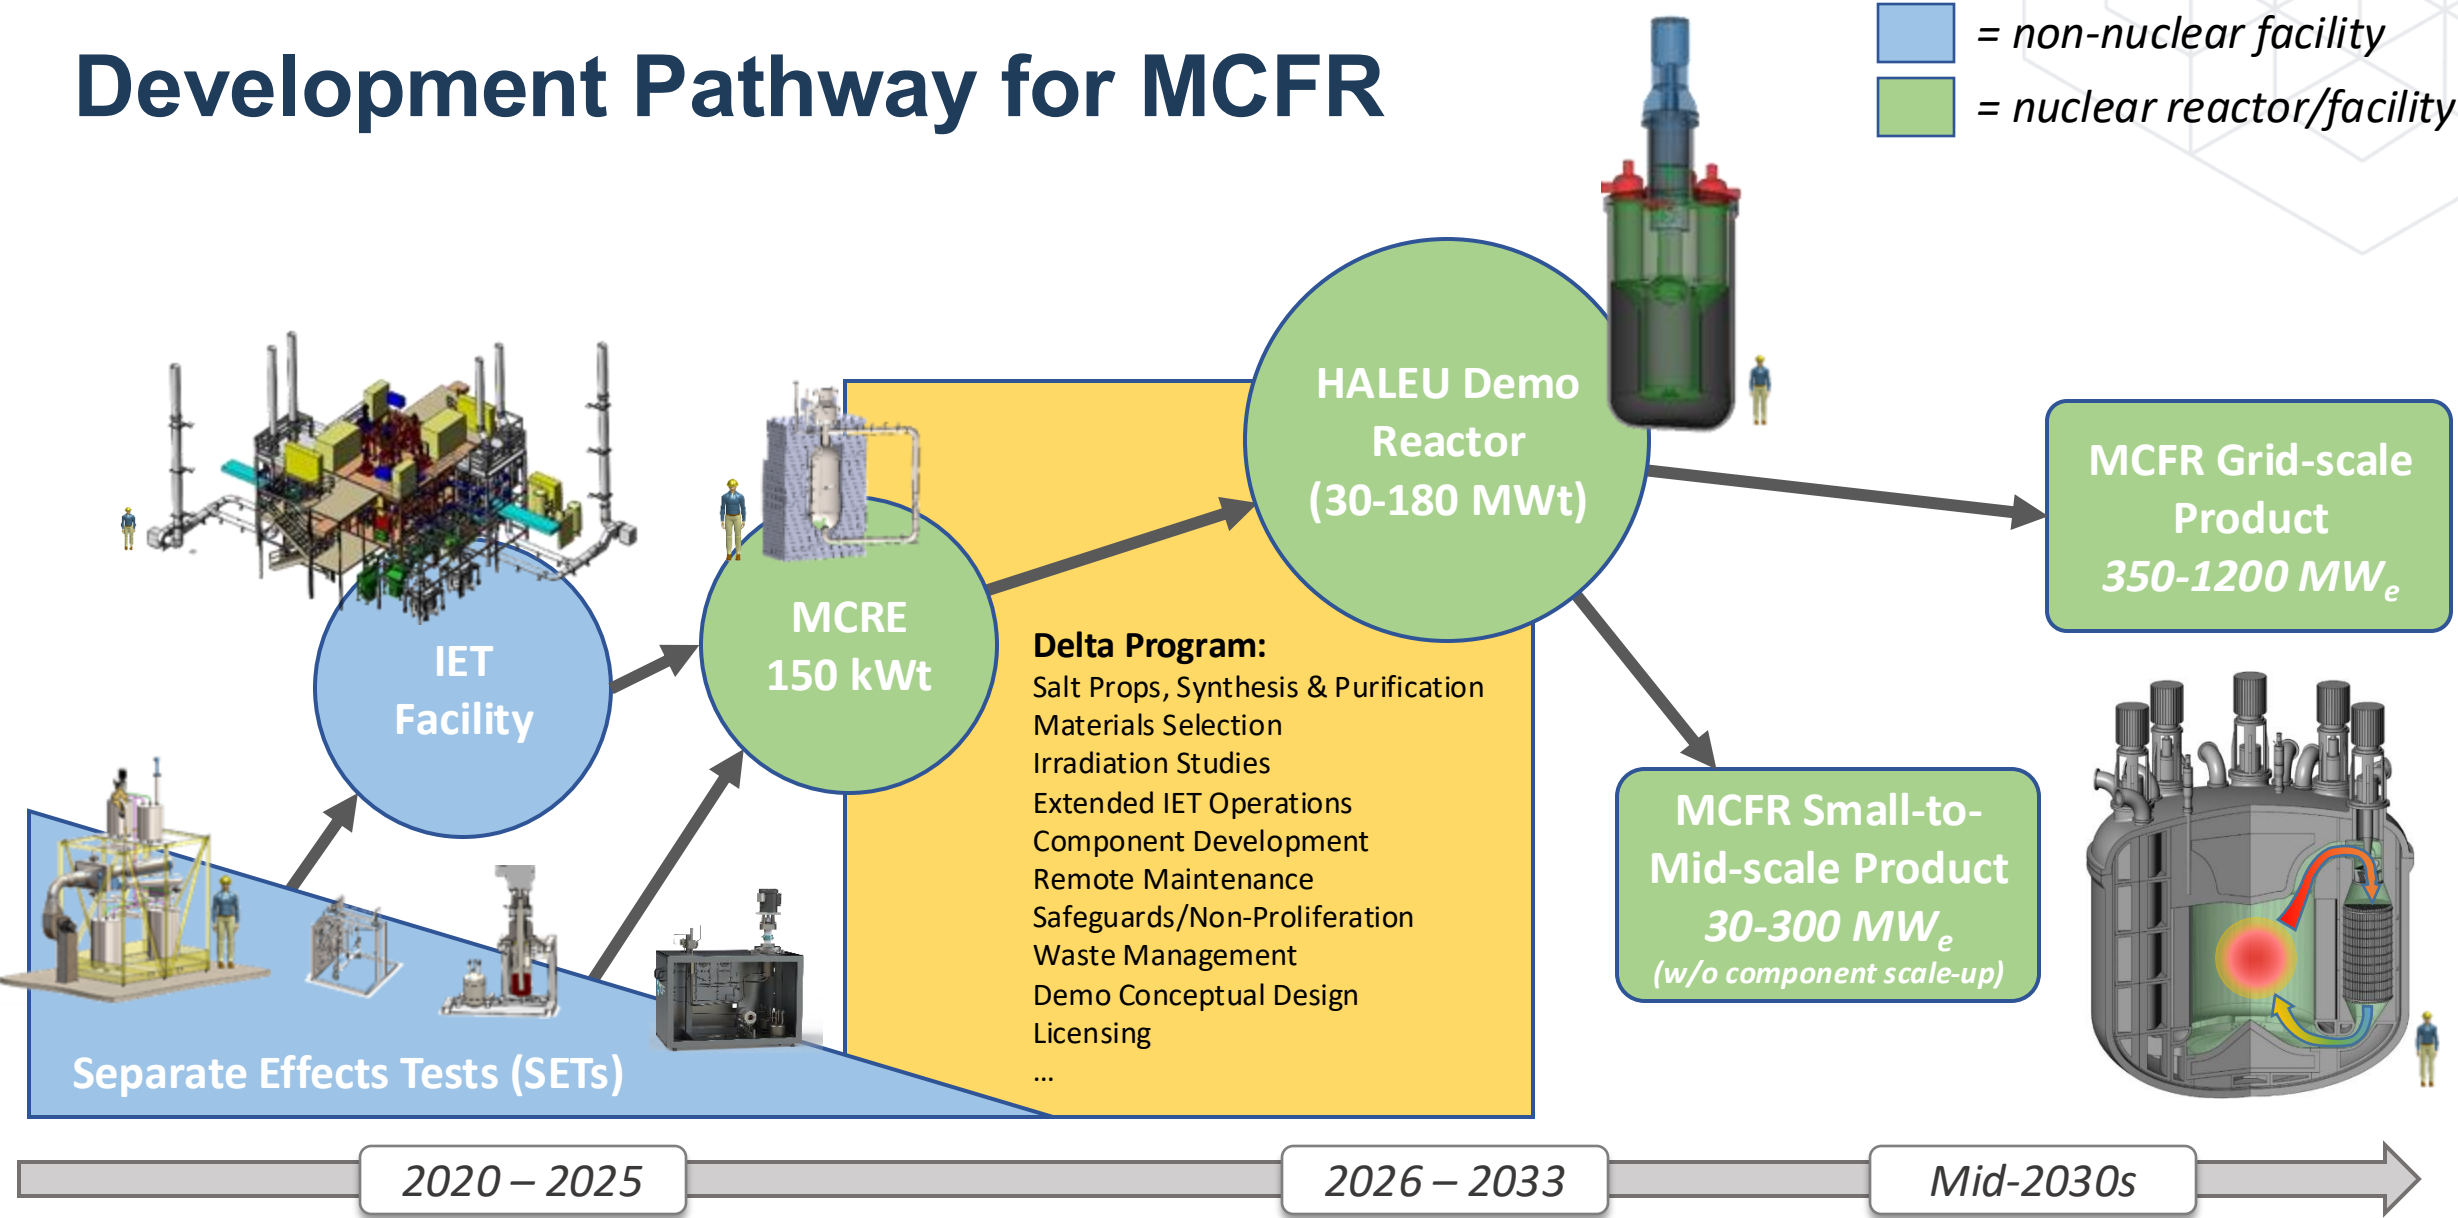 Development Pathway for MCFR
= non-nuclear facility
= nuclear reactor/facility
HALEU Demo
Reactor
(30-180 MWt)
MCFR Grid-scale
Product
350-1200 MWe
IET
Facility
MCRE
150 kWt
Delta Program:
Salt Props, Synthesis & Purification
Materials Selection
Irradiation Studies
Extended IET Operations
Component Development
Remote Maintenance
Safeguards/Non-Proliferation
Waste Management
Demo Conceptual Design
Licensing
...
MCFR Small-to-
Mid-scale Product
30-300 MWe
(w/o component scale-up)
Separate Effects Tests (SETs)
2020 – 2025
2026 – 2033
Mid-2030s